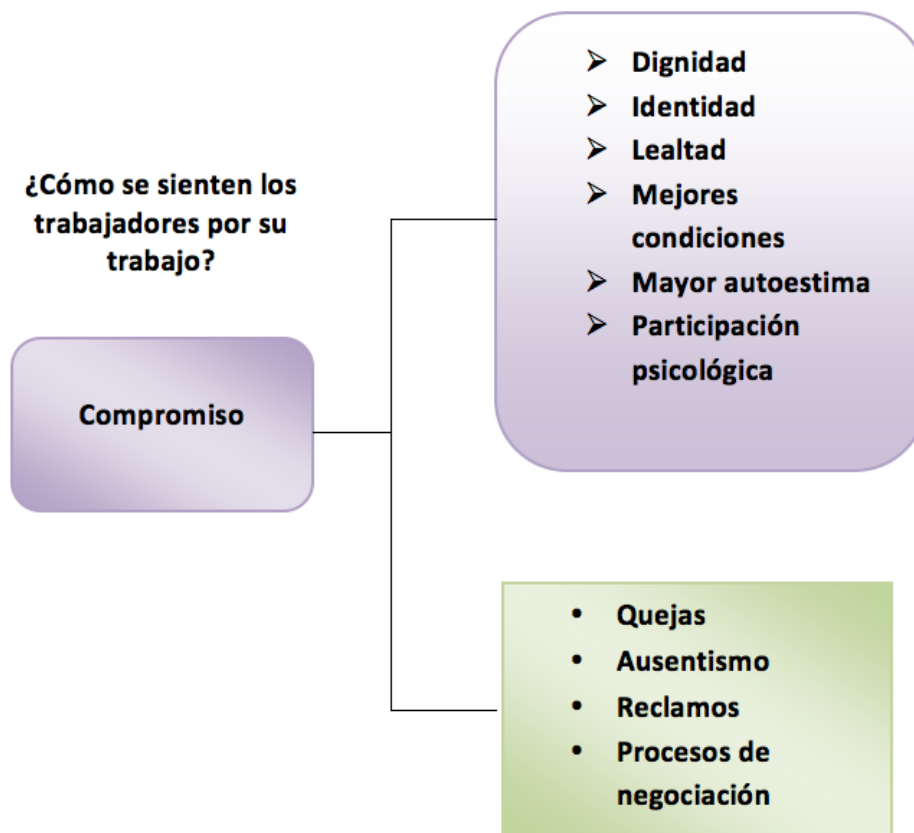 ¿Cómo se sienten los
trabajadores por su
trabajo?
Compromiso
➢ Dignidad
➢ Identidad
➢ Lealtad
➢ Mejores
condiciones
➢ Mayor autoestima
➢ Participación
psicológica
• Quejas
• Ausentismo
• Reclamos
• Procesos de
negociación